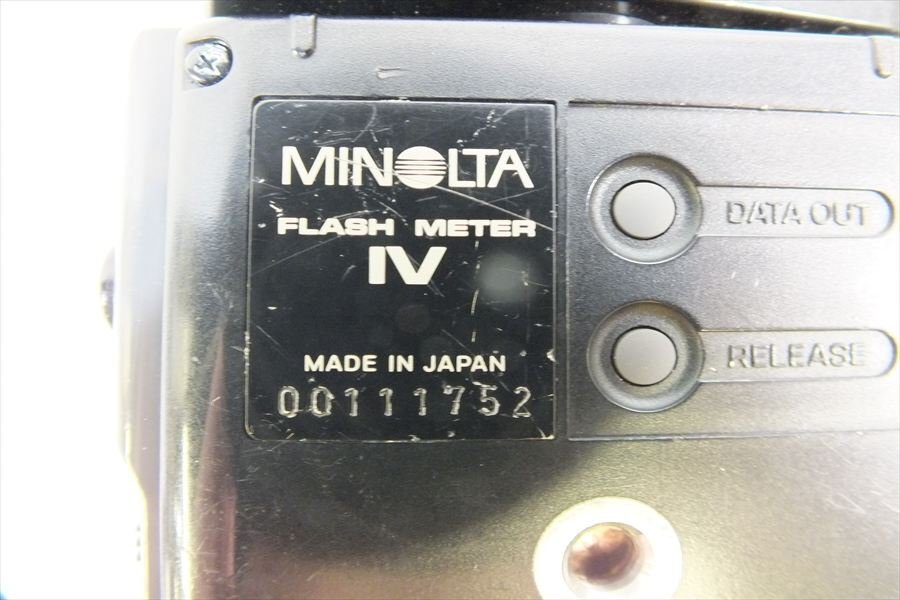 MINOLTA
FLASH METER
IV
MADE IN JAPAN
00111752
DATA OUT
RELEASE